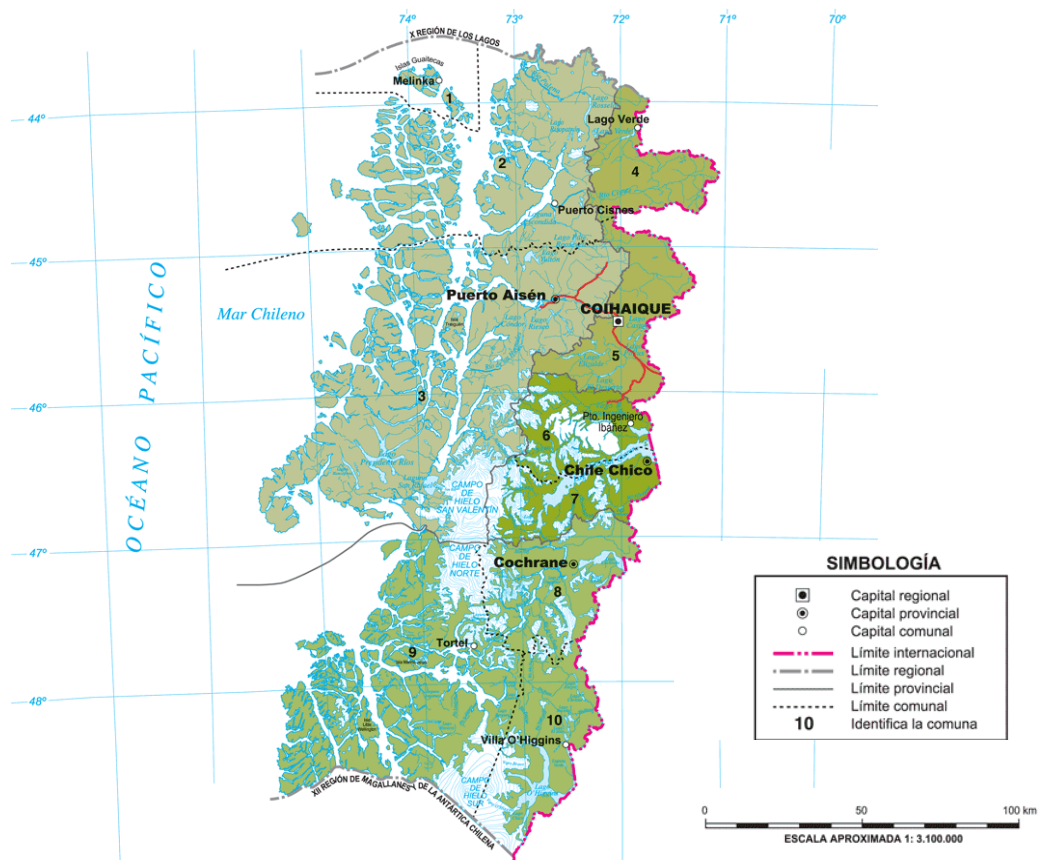 74º
73º
72º
71º
70º
X REGIÓN DE LOS LAGOS
Islas Guaitecas
Melinka
1
44º
Lago Verde
2
4
Puerto Cisnes
45º
Puerto Aisén
COIHAIQUE
Mar Chileno
OCÉANO PACÍFICO
5
3
46º
Pto. Ingeniero
Ibáñez
6
Chile Chico
Lago
Presidente Ríos
CAMPO
DE
HIELO
SAN VALENTÍN
7
47º
CAMPO
DE
HIELO
NORTE
Cochrane
8
Tortel
9
48º
10
Villa O'Higgins
CAMPO
DE
HIELO
SUR
Lago
O'Higgins
XII REGIÓN DE MAGALLANES Y DE LA ANTÁRTICA CHILENA
SIMBOLOGÍA
Capital regional
Capital provincial
Capital comunal
Límite internacional
Límite regional
Límite provincial
Límite comunal
10 Identifica la comuna
0 50 100 km
ESCALA APROXIMADA 1: 3.100.000